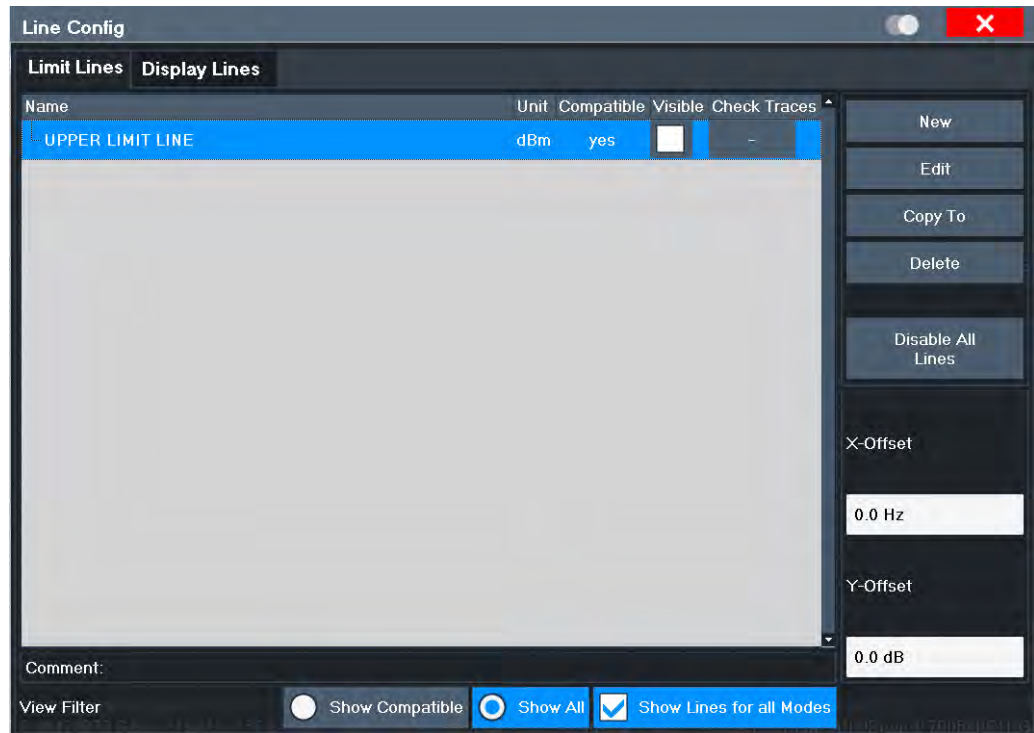 Line Config
Limit Lines Display Lines
Name Unit Compatible Visible Check Traces
UPPER LIMIT LINE dBm yes -
New
Edit
Copy To
Delete
Disable All
Lines
X-Offset
0.0 Hz
Y-Offset
0.0 dB
Comment:
View Filter Show Compatible Show All Show Lines for all Modes